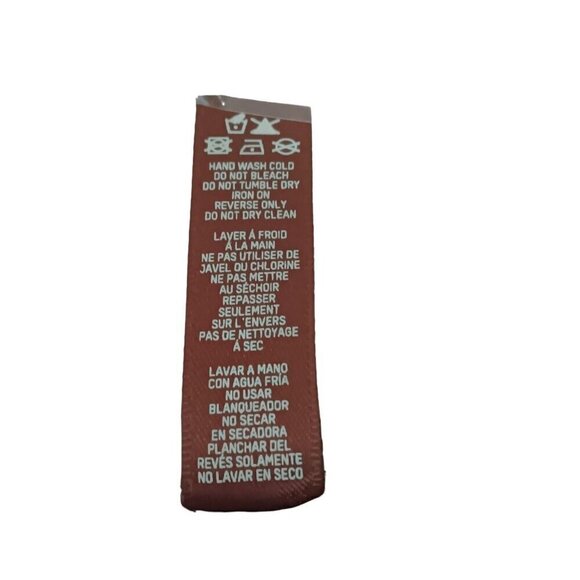 HAND WASH COLD
DO NOT BLEACH
DO NOT TUMBLE DRY
IRON ON
REVERSE ONLY
DO NOT DRY CLEAN
LAVER Á FROID
Á LA MAIN
NE PAS UTILISER DE
JAVEL OU CHLORINE
NE PAS METTRE
AU SÉCHOIR
REPASSER
SEULEMENT
SUR L'ENVERS
PAS DE NETTOYAGE
Á SEC
LAVAR A MANO
CON AGUA FRÍA
NO USAR
BLANQUEADOR
NO SECAR
EN SECADORA
PLANCHAR DEL
REVÉS SOLAMENTE
NO LAVAR EN SECO